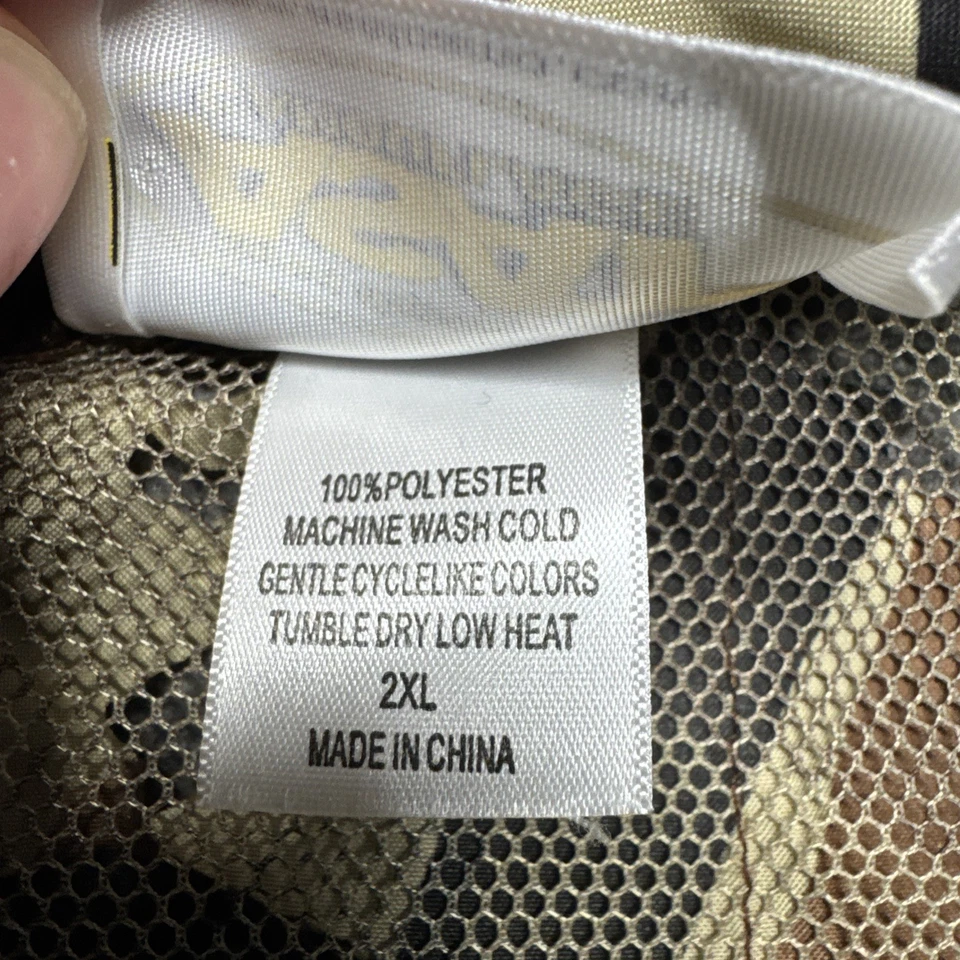 100%POLYESTER
MACHINE WASH COLD
GENTLE CYCLELIKE COLORS
TUMBLE DRY LOW HEAT
2XL
MADE IN CHINA